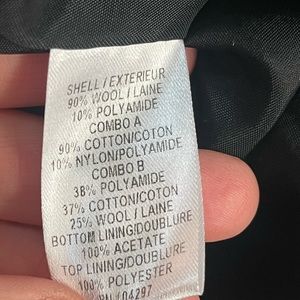 SHELL / EXTERIEUR
90% WOOL / LAINE
10% POLYAMIDE
COMBO A
90% COTTON/COTON
10% NYLON/POLYAMIDE
COMBO B
38% POLYAMIDE
37% COTTON/COTON
25% WOOL / LAINE
BOTTOM LINING/DOUBLURE
100% ACETATE
TOP LINING/DOUBLURE
100% POLYESTER
04297